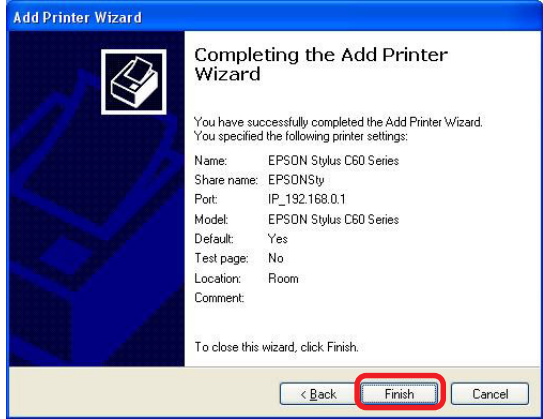 Add Printer Wizard
Completing the Add Printer
Wizard
You have successfully completed the Add Printer Wizard.
You specified the following printer settings:
Name: EPSON Stylus C60 Series
Share name: EPSONSty
Port: IP_192.168.0.1
Model: EPSON Stylus C60 Series
Default: Yes
Test page: No
Location: Room
Comment:
To close this wizard, click Finish.
< Back Finish Cancel